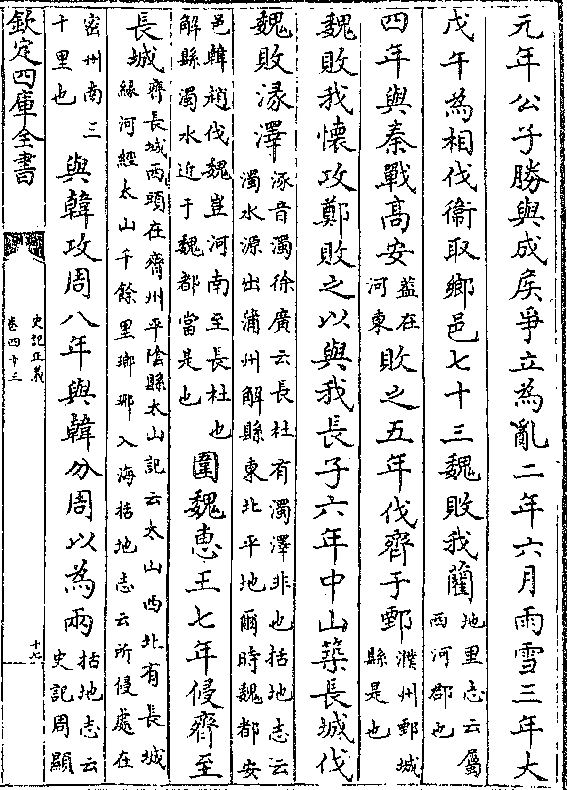 元年公子勝與成侯爭立為亂二年六月雨雪三年大
戊午為相伐衛取鄉邑七十三魏敗我藺地里志云屬西河郡也
四年與秦戰髙安蓋在河東敗之五年伐齊于鄄濮州鄄城縣是也
魏敗我懷攻鄭敗之以與我長子六年中山築長城伐
魏敗湪澤涿音濁徐廣云長杜有濁澤非也括地志云濁水源出蒲州解縣東北平地爾時魏都安
邑韓趙伐魏豈河南至長杜也解縣濁水近于魏都當是也圍魏惠王七年侵齊至
長城齊長城西頭在齊州平陰縣太山記云太山西北有長城緣河經太山千餘里瑯琊入海括地志云所侵處在
密州南三十里也與韓攻周八年與韓分周以為兩括地志云史記周顯
欽定四庫全書
史記正義
卷四十三
十七